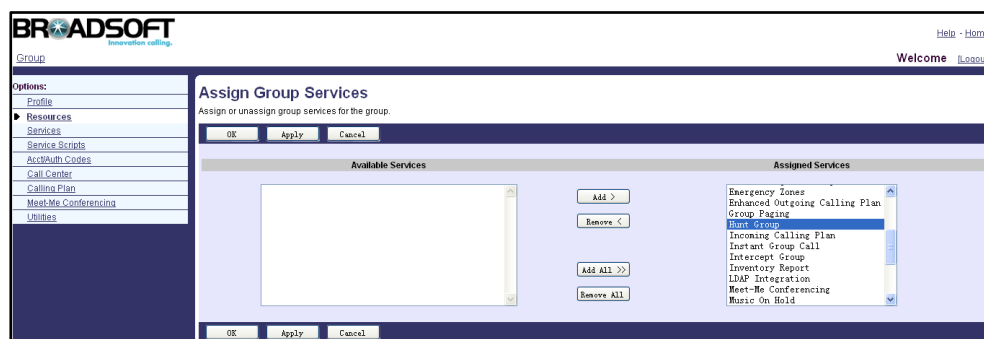 BROADSOFT
Innovation calling.
Help - Hom
Group
Welcome [Logou
Options:
Profile
Resources
Services
Service Scripts
Acct/Auth Codes
Call Center
Calling Plan
Meet-Me Conferencing
Utilities
Assign Group Services
Assign or unassign group services for the group.
OK Apply Cancel
Available Services Assigned Services
Add >
Remove <
Add All >>
Remove All
Emergency Zones
Enhanced Outgoing Calling Plan
Group Paging
Hunt Group
Incoming Calling Plan
Instant Group Call
Intercept Group
Inventory Report
LDAP Integration
Meet-Me Conferencing
Music On Hold
OK Apply Cancel